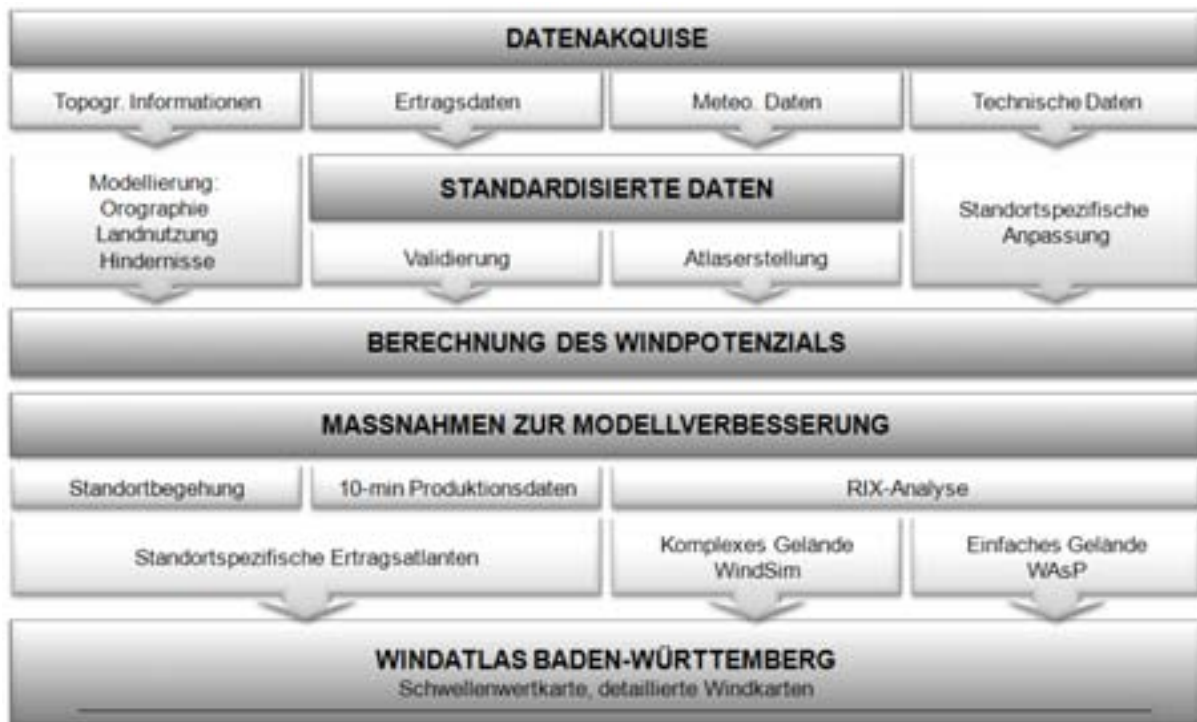 DATENAKQUISE
Topogr. Informationen
Ertragsdaten
Meteo. Daten
Technische Daten
Modellierung:
Orographie
Landnutzung
Hindernisse
STANDARDISIERTE DATEN
Standortspezifische
Anpassung
Validierung
Atlaserstellung
BERECHNUNG DES WINDPOTENZIALS
MASSNAHMEN ZUR MODELLVERBESSERUNG
Standortbegehung
10-min Produktionsdaten
RIX-Analyse
Standortspezifische Ertragsatlanten
Komplexes Gelände
WindSim
Einfaches Gelände
WAsP
WINDATLAS BADEN-WÜRTTEMBERG
Schwellenwertkarte, detaillierte Windkarten